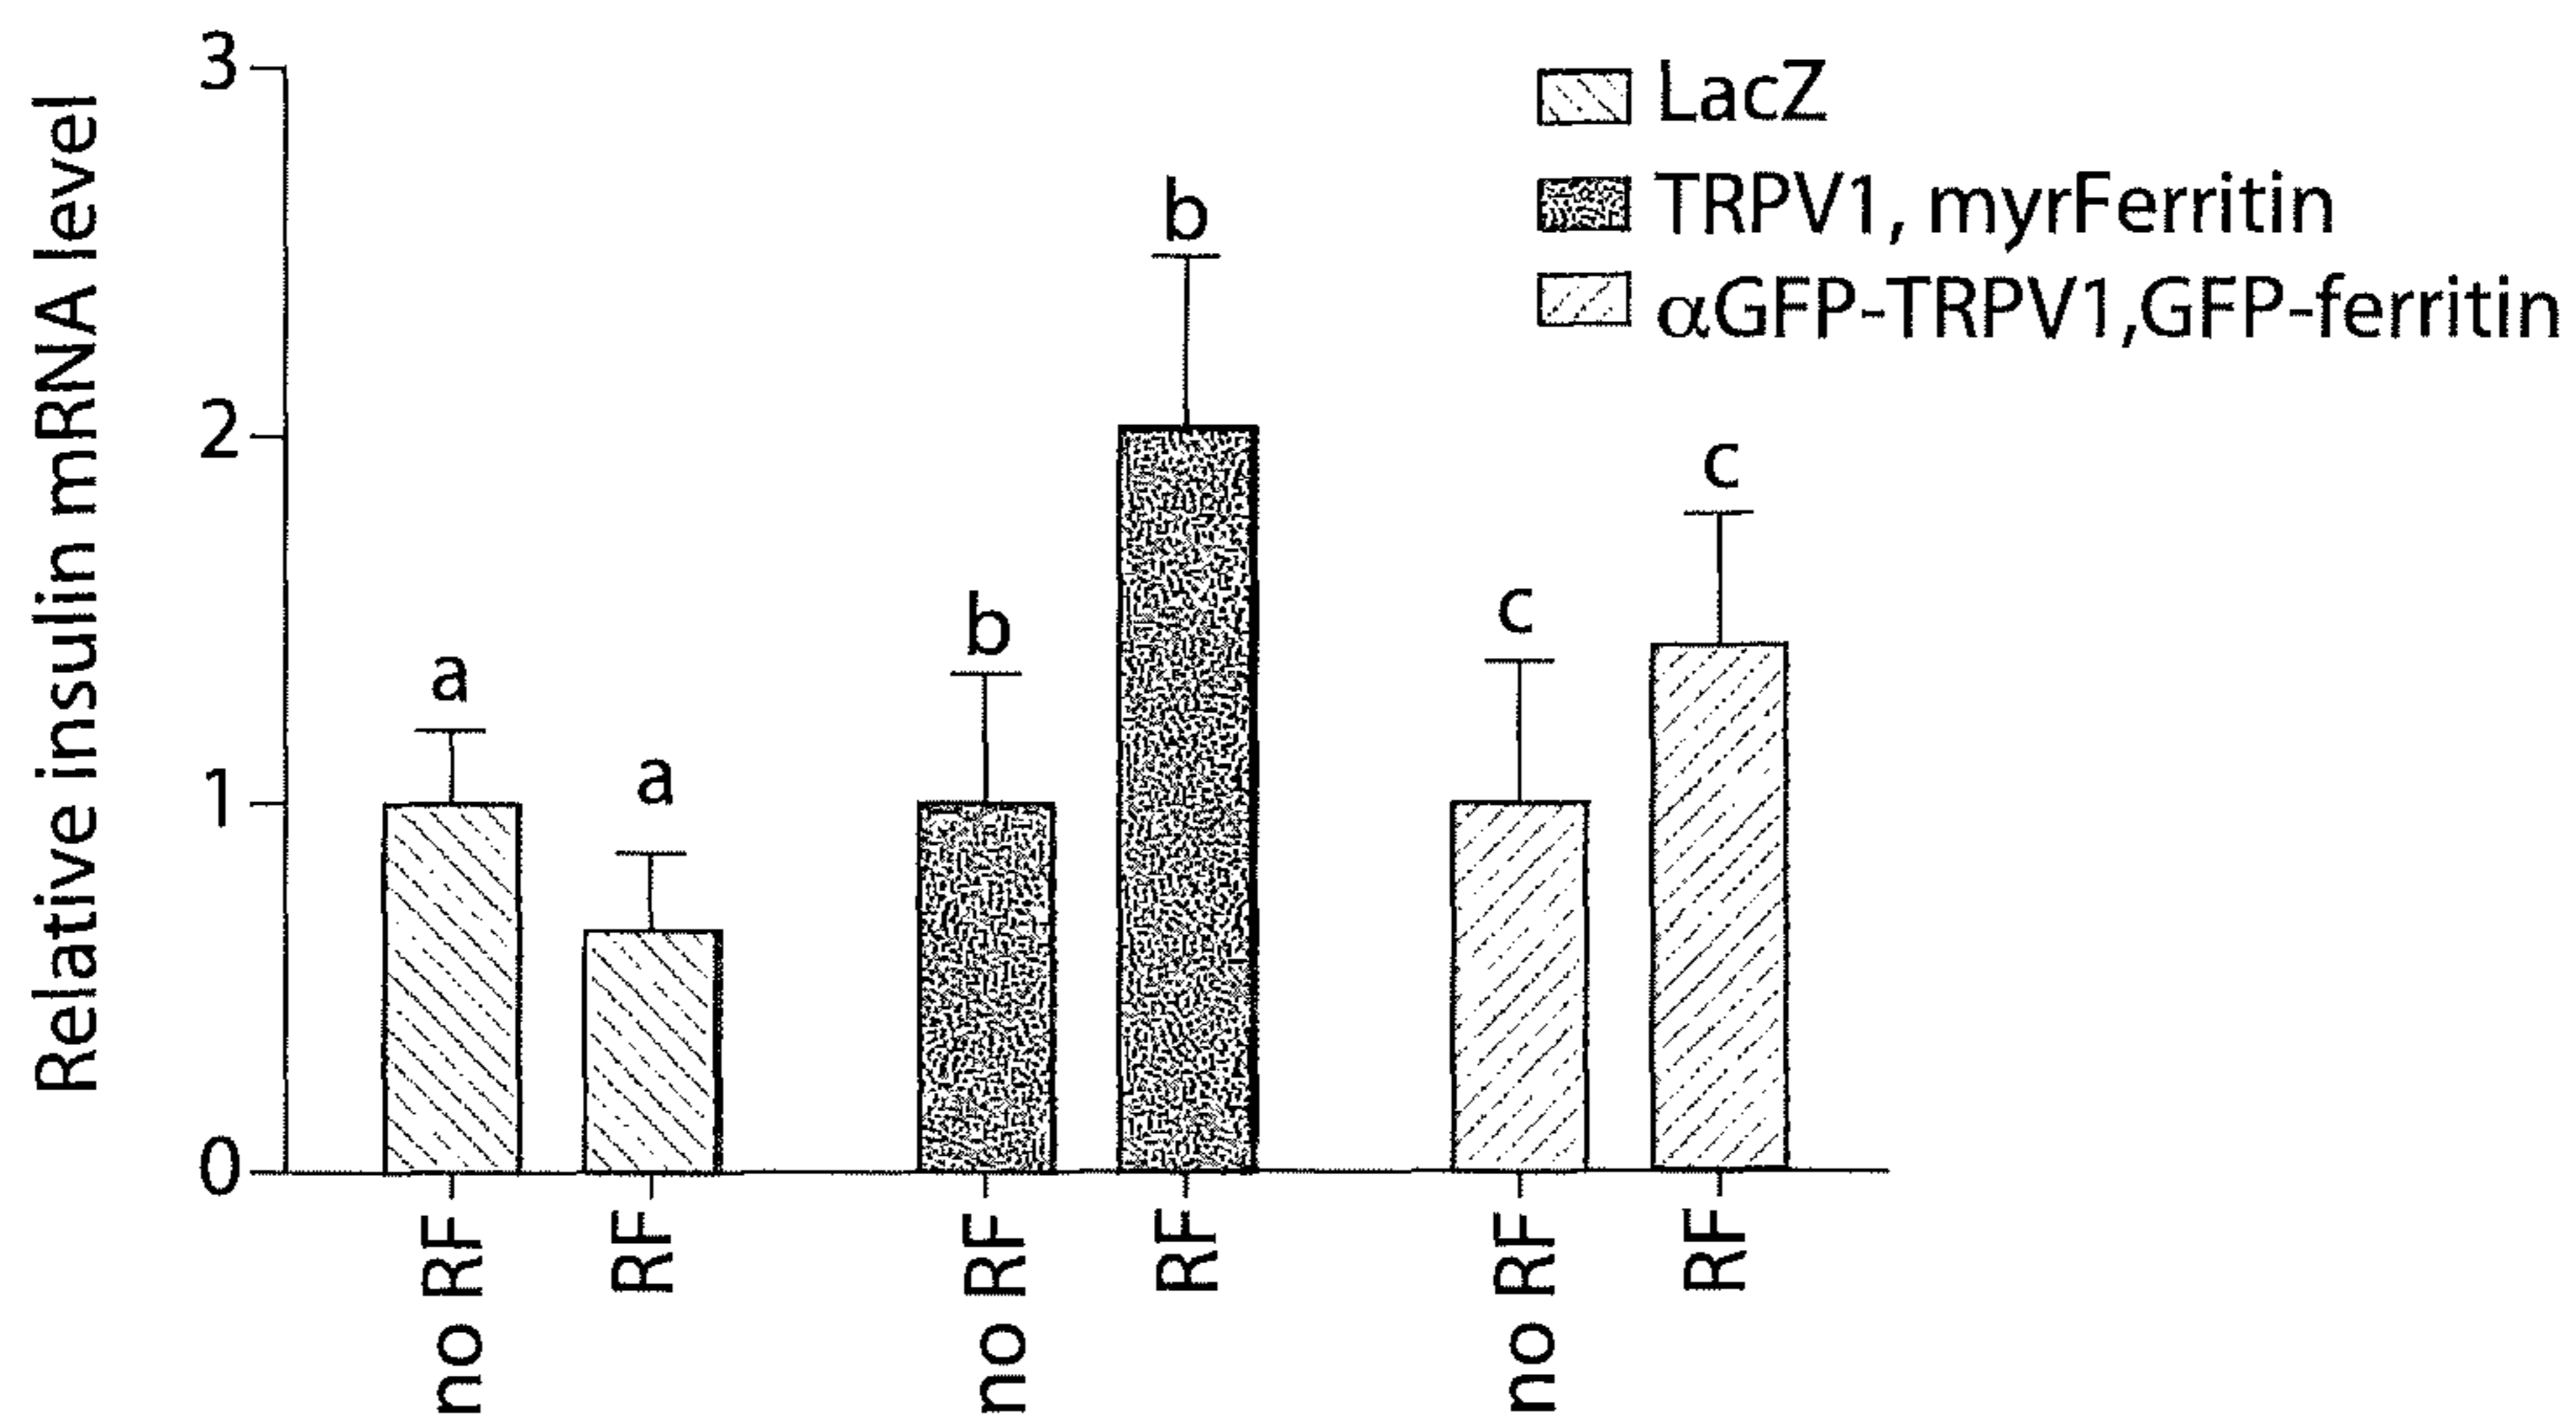 Relative insulin mRNA level
3
2
1
0
a
a
b
b
c
c
no RF
RF
no RF
RF
no RF
RF
LacZ
TRPV1, myrFerritin
αGFP-TRPV1,GFP-ferritin